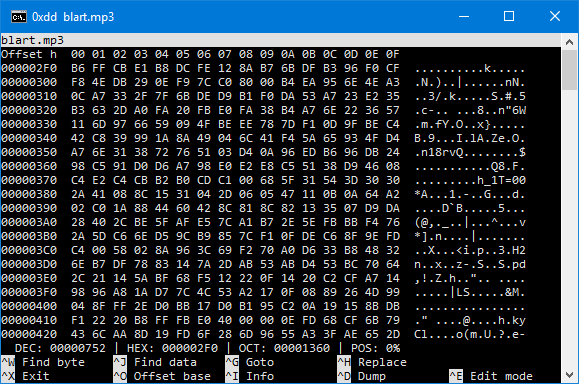 0xdd blart.mp3
blart.mp3
Offset h  00 01 02 03 04 05 06 07 08 09 0A 0B 0C 0D 0E 0F
000002F0  B6 FF CB E1 B8 DC FE 12 8A B7 6B DF B3 96 F0 CF  ..........k.....
00000300  F8 4E DB 29 0E F9 7C C0 80 00 B4 EA 95 6E 4E A3  .N.)..|......nN.
00000310  0C A7 33 2F 7F 6B DE D9 B1 F0 DA 53 A7 23 E2 35  ..3/.k.....S.#.5
00000320  B5 63 2D A0 FA 20 FB E0 FA 38 B4 A7 6E 22 36 57  .c-.. ...8..n"6W
00000330  11 6D 97 66 59 09 4F BE EE 78 7D F1 0D 9F BE C4  .m.fY.O..x}.....
00000340  42 C8 39 99 1A 8A 49 04 6C 41 F4 5A 65 93 4F D4  B.9...I.lA.Ze.O.
00000350  A7 6E 31 38 72 76 51 03 D4 0A 96 ED B6 96 DB 24  .n18rvQ........$
00000360  98 C5 91 D0 D6 A7 98 E0 E2 E8 C5 51 38 D9 46 08  ...........Q8.F.
00000370  C4 E2 C4 CB B2 B0 CD C1 00 68 5F 31 54 3D 30 30  .........h_1T=00
00000380  2A 41 08 8C 15 31 04 2D 06 05 47 11 0B 0A 64 A2  *A...1.-..G...d.
00000390  02 C0 1A 88 44 60 42 8C 81 8C 82 13 35 07 D9 DA  ....D`B.....5...
000003A0  28 40 2C BE 5F AF E5 7C A1 B7 2E 5E FB BB F4 76  (@,._..|...^...v
000003B0  2A 5D C6 6E D5 9C B9 857C F1 0F DE C6 8F 9E FD  *].n....|.......
000003C0  C4 00 58 02 8A 96 3C 69 F2 70 A0 D6 33 B8 48 32  ..X...<i.p..3.H2
000003D0  6E B7 DF 78 83 14 7A 2D AB 53 AB D4 53 BC 70 64  n..x..z-.S..S.pd
000003E0  2C 21 14 5A BF 68 F5 12 22 0F 14 20 C2 CF A7 14  ,!.Z.h..".. ....
000003F0  98 96 A8 1A D7 7C 4C 53 A2 17 0F 08 89 26 4D 99  .....|LS.....&M.
00000400  04 8F FF 2E D0 BB 17 D0 B1 95 C2 0A 19 15 8B DB  ................
00000410  F1 22 20 B8 FF FB E0 40 00 00 0E FD 68 CF 6B 79  ." ....@....h.ky
00000420  43 6C AA 8D 19 FD 6F 28 6D 96 55 A3 3F AE 65 2D  Cl....o(m.U.?.e-
DEC: 00000752 | HEX: 000002F0 | OCT: 00001360 | POS: 0%
^W Find byte  ^J Find data  ^G Goto  ^H Replace
^X Exit  ^O Offset base  ^I Info  ^D Dump  ^E Edit mode